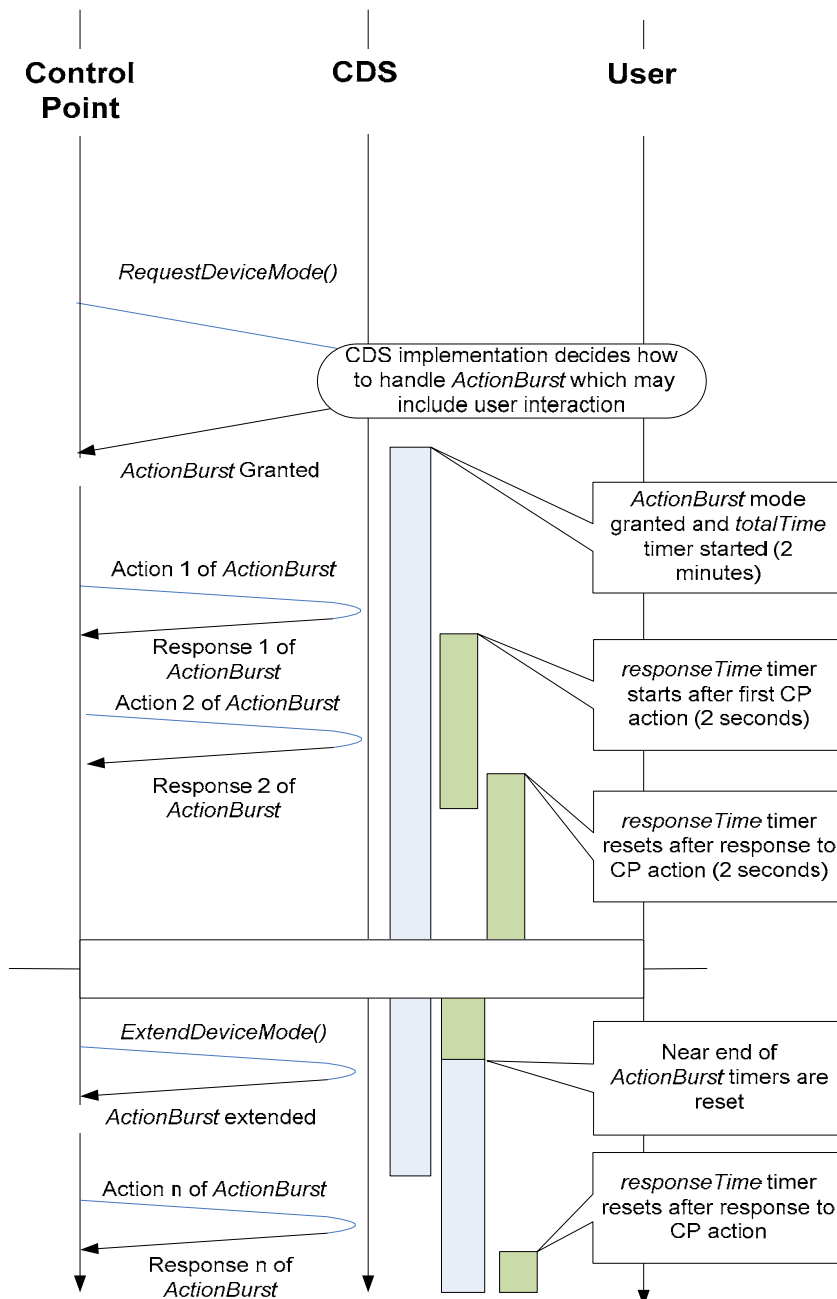 Control
Point
CDS
User
RequestDeviceMode()
CDS implementation decides how
to handle ActionBurst which may
include user interaction
ActionBurst Granted
ActionBurst mode
granted and totalTime
timer started (2
minutes)
Action 1 of ActionBurst
Response 1 of
ActionBurst
responseTime timer
starts after first CP
action (2 seconds)
Action 2 of ActionBurst
Response 2 of
ActionBurst
responseTime timer
resets after response to
CP action (2 seconds)
ExtendDeviceMode()
ActionBurst extended
Near end of
ActionBurst timers are
reset
Action n of ActionBurst
Response n of
ActionBurst
responseTime timer
resets after response to
CP action